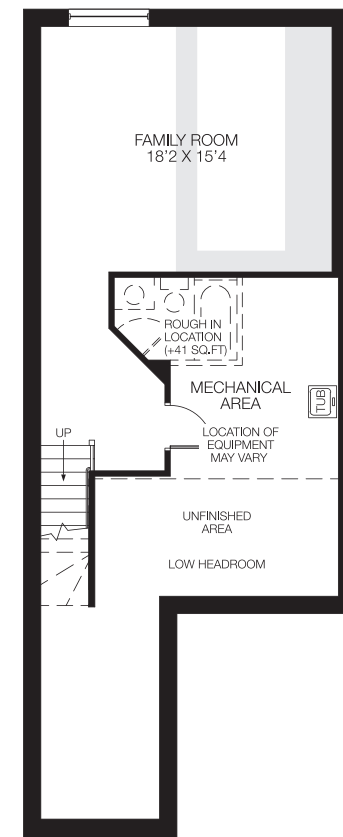 FAMILY ROOM
18'2 X 15'4
ROUGH IN
LOCATION
(+41 SQ.FT)
MECHANICAL
AREA
TUB
LOCATION OF
EQUIPMENT
MAY VARY
UP
UNFINISHED
AREA
LOW HEADROOM